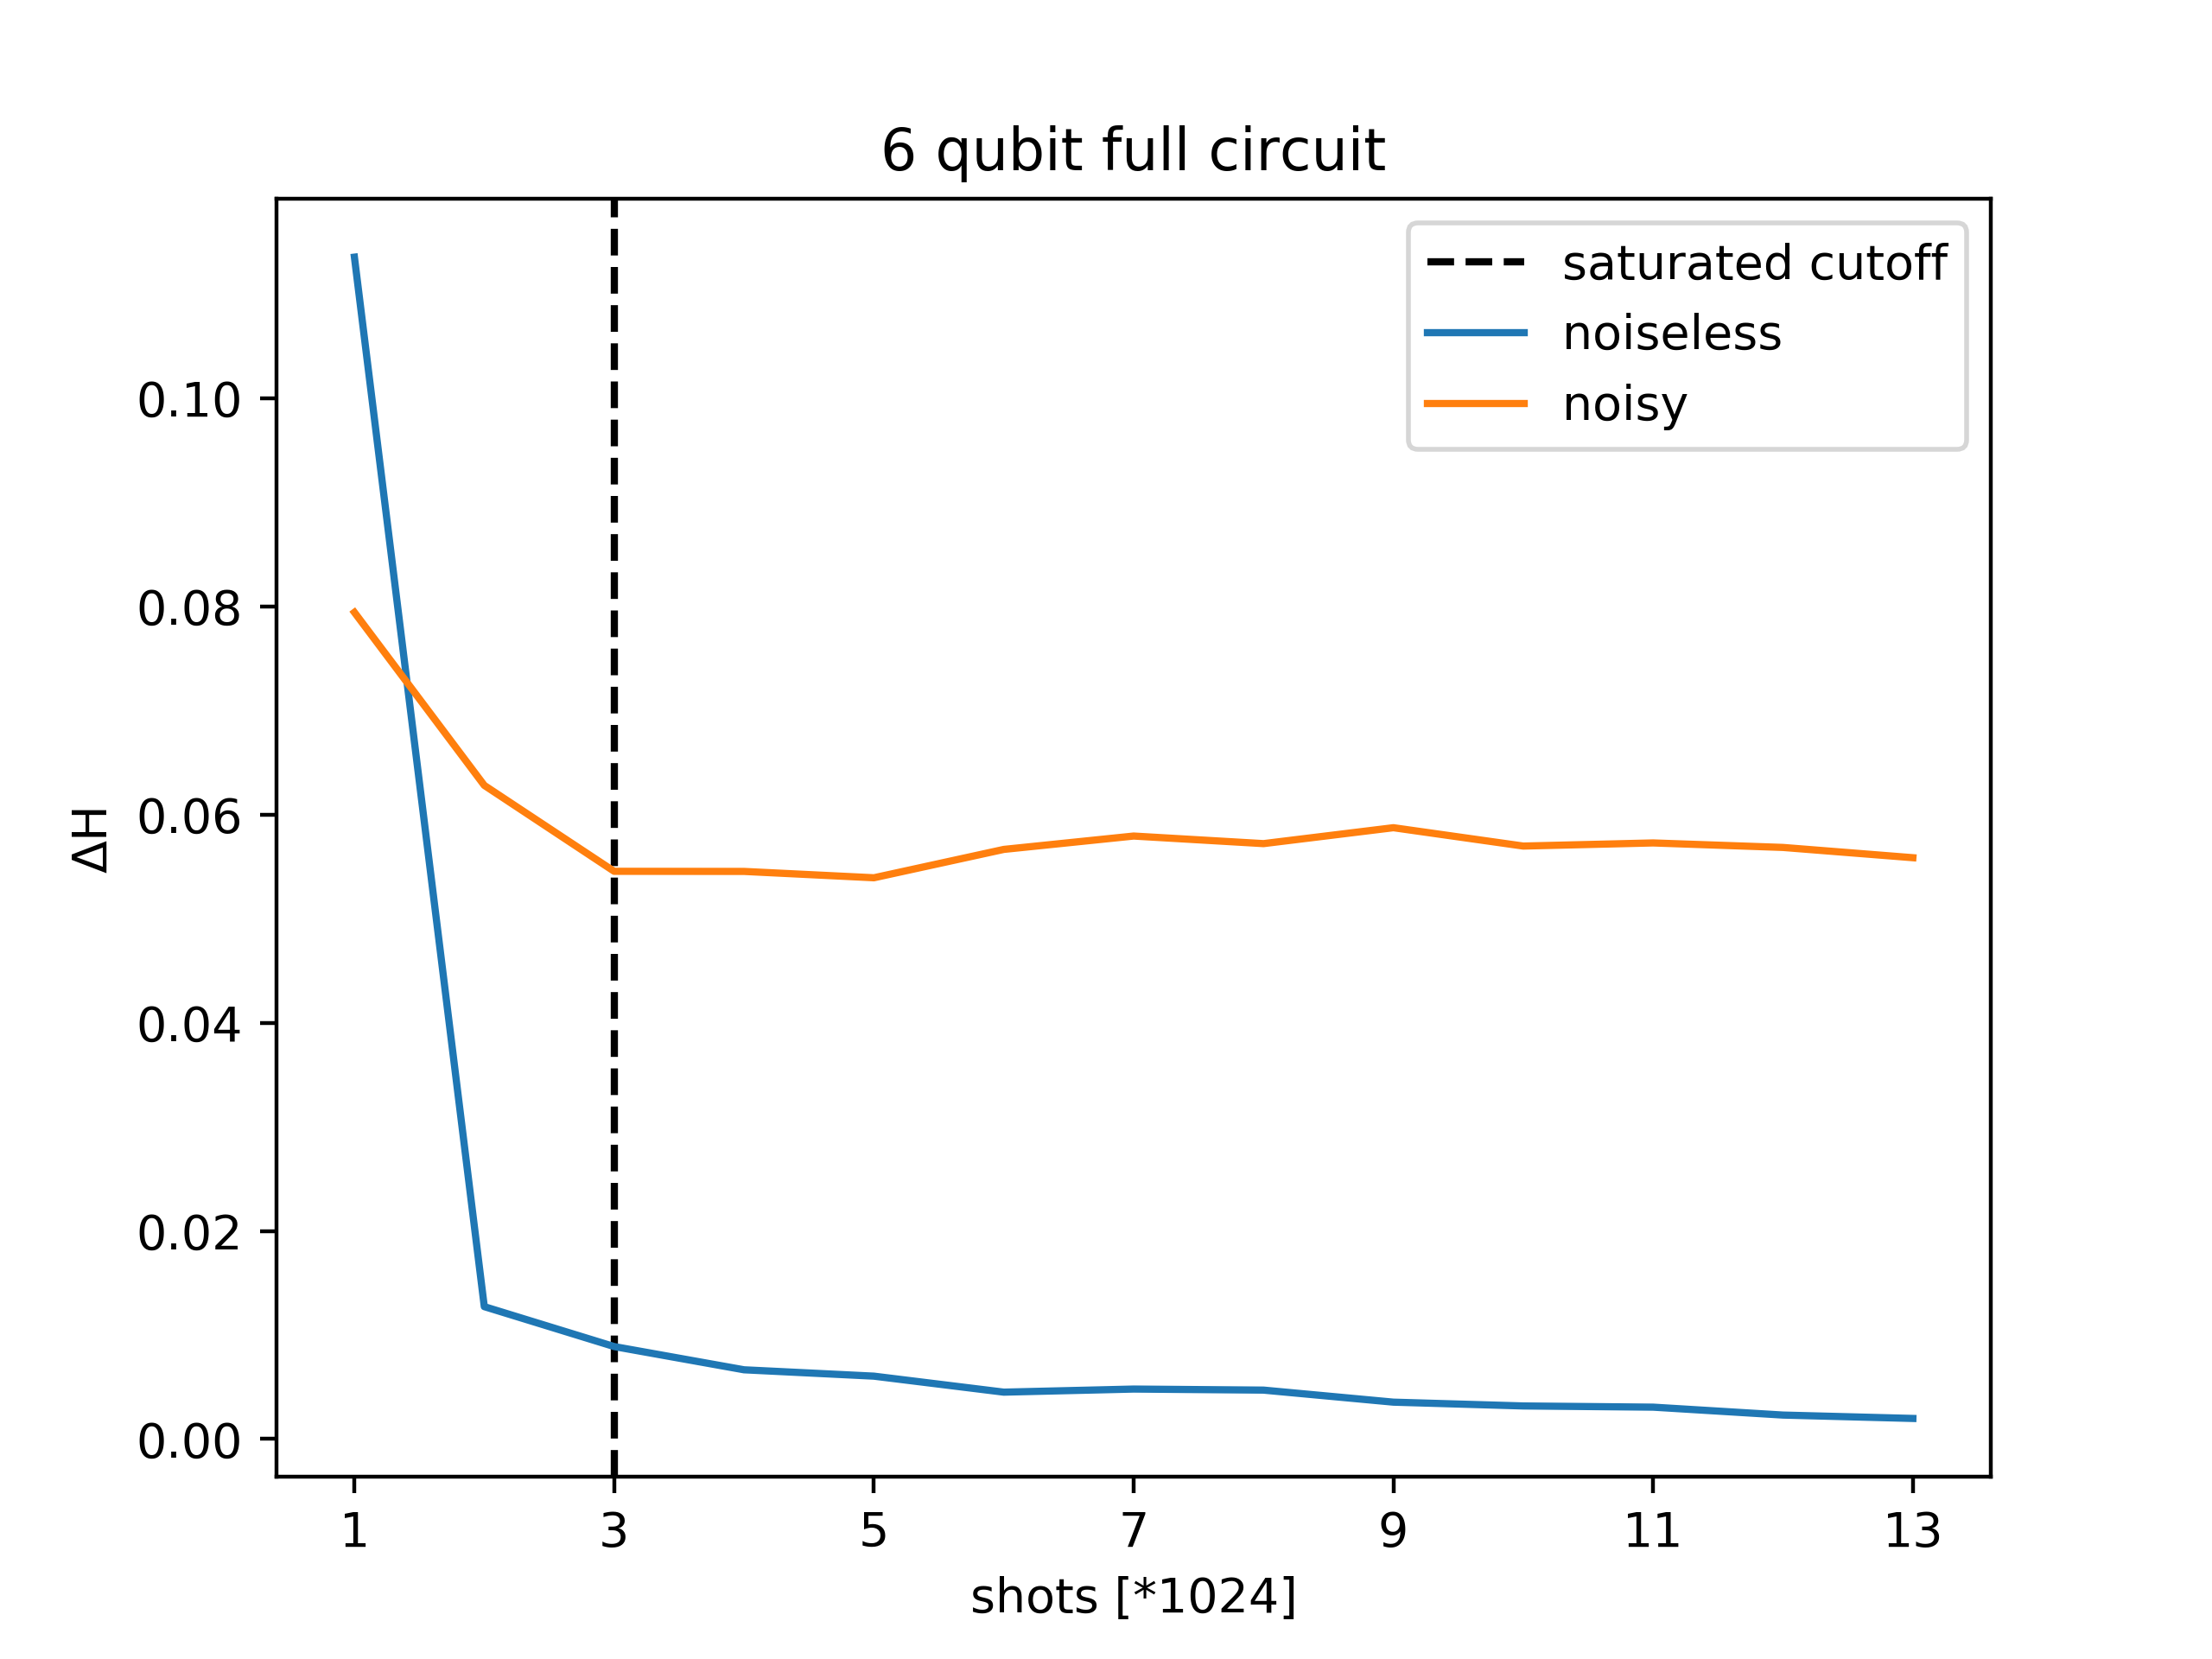 6 qubit full circuit
saturated cutoff
noiseless
noisy
0.10
0.08
0.06
0.04
0.02
0.00
ΔH
1 3 5 7 9 11 13
shots [*1024]